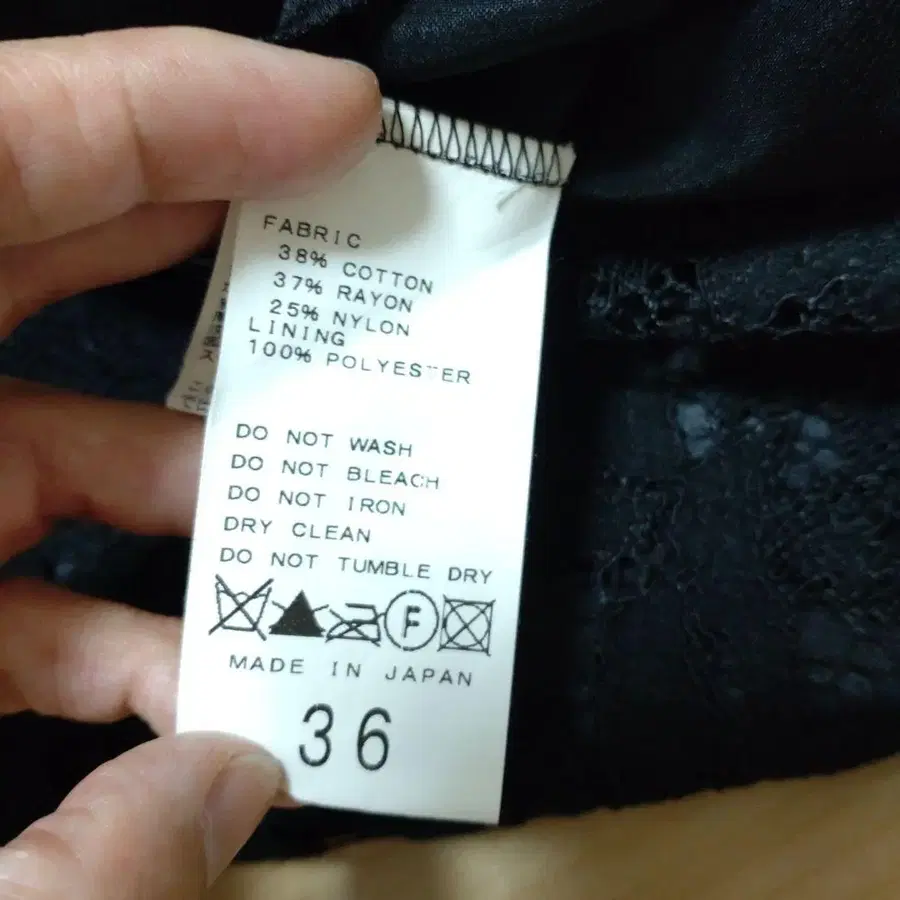 FABRIC
38% COTTON
37% RAYON
25% NYLON
LINING
100% POLYESTER
DO NOT WASH
DO NOT BLEACH
DO NOT IRON
DRY CLEAN
DO NOT TUMBLE DRY
F
MADE IN JAPAN
36